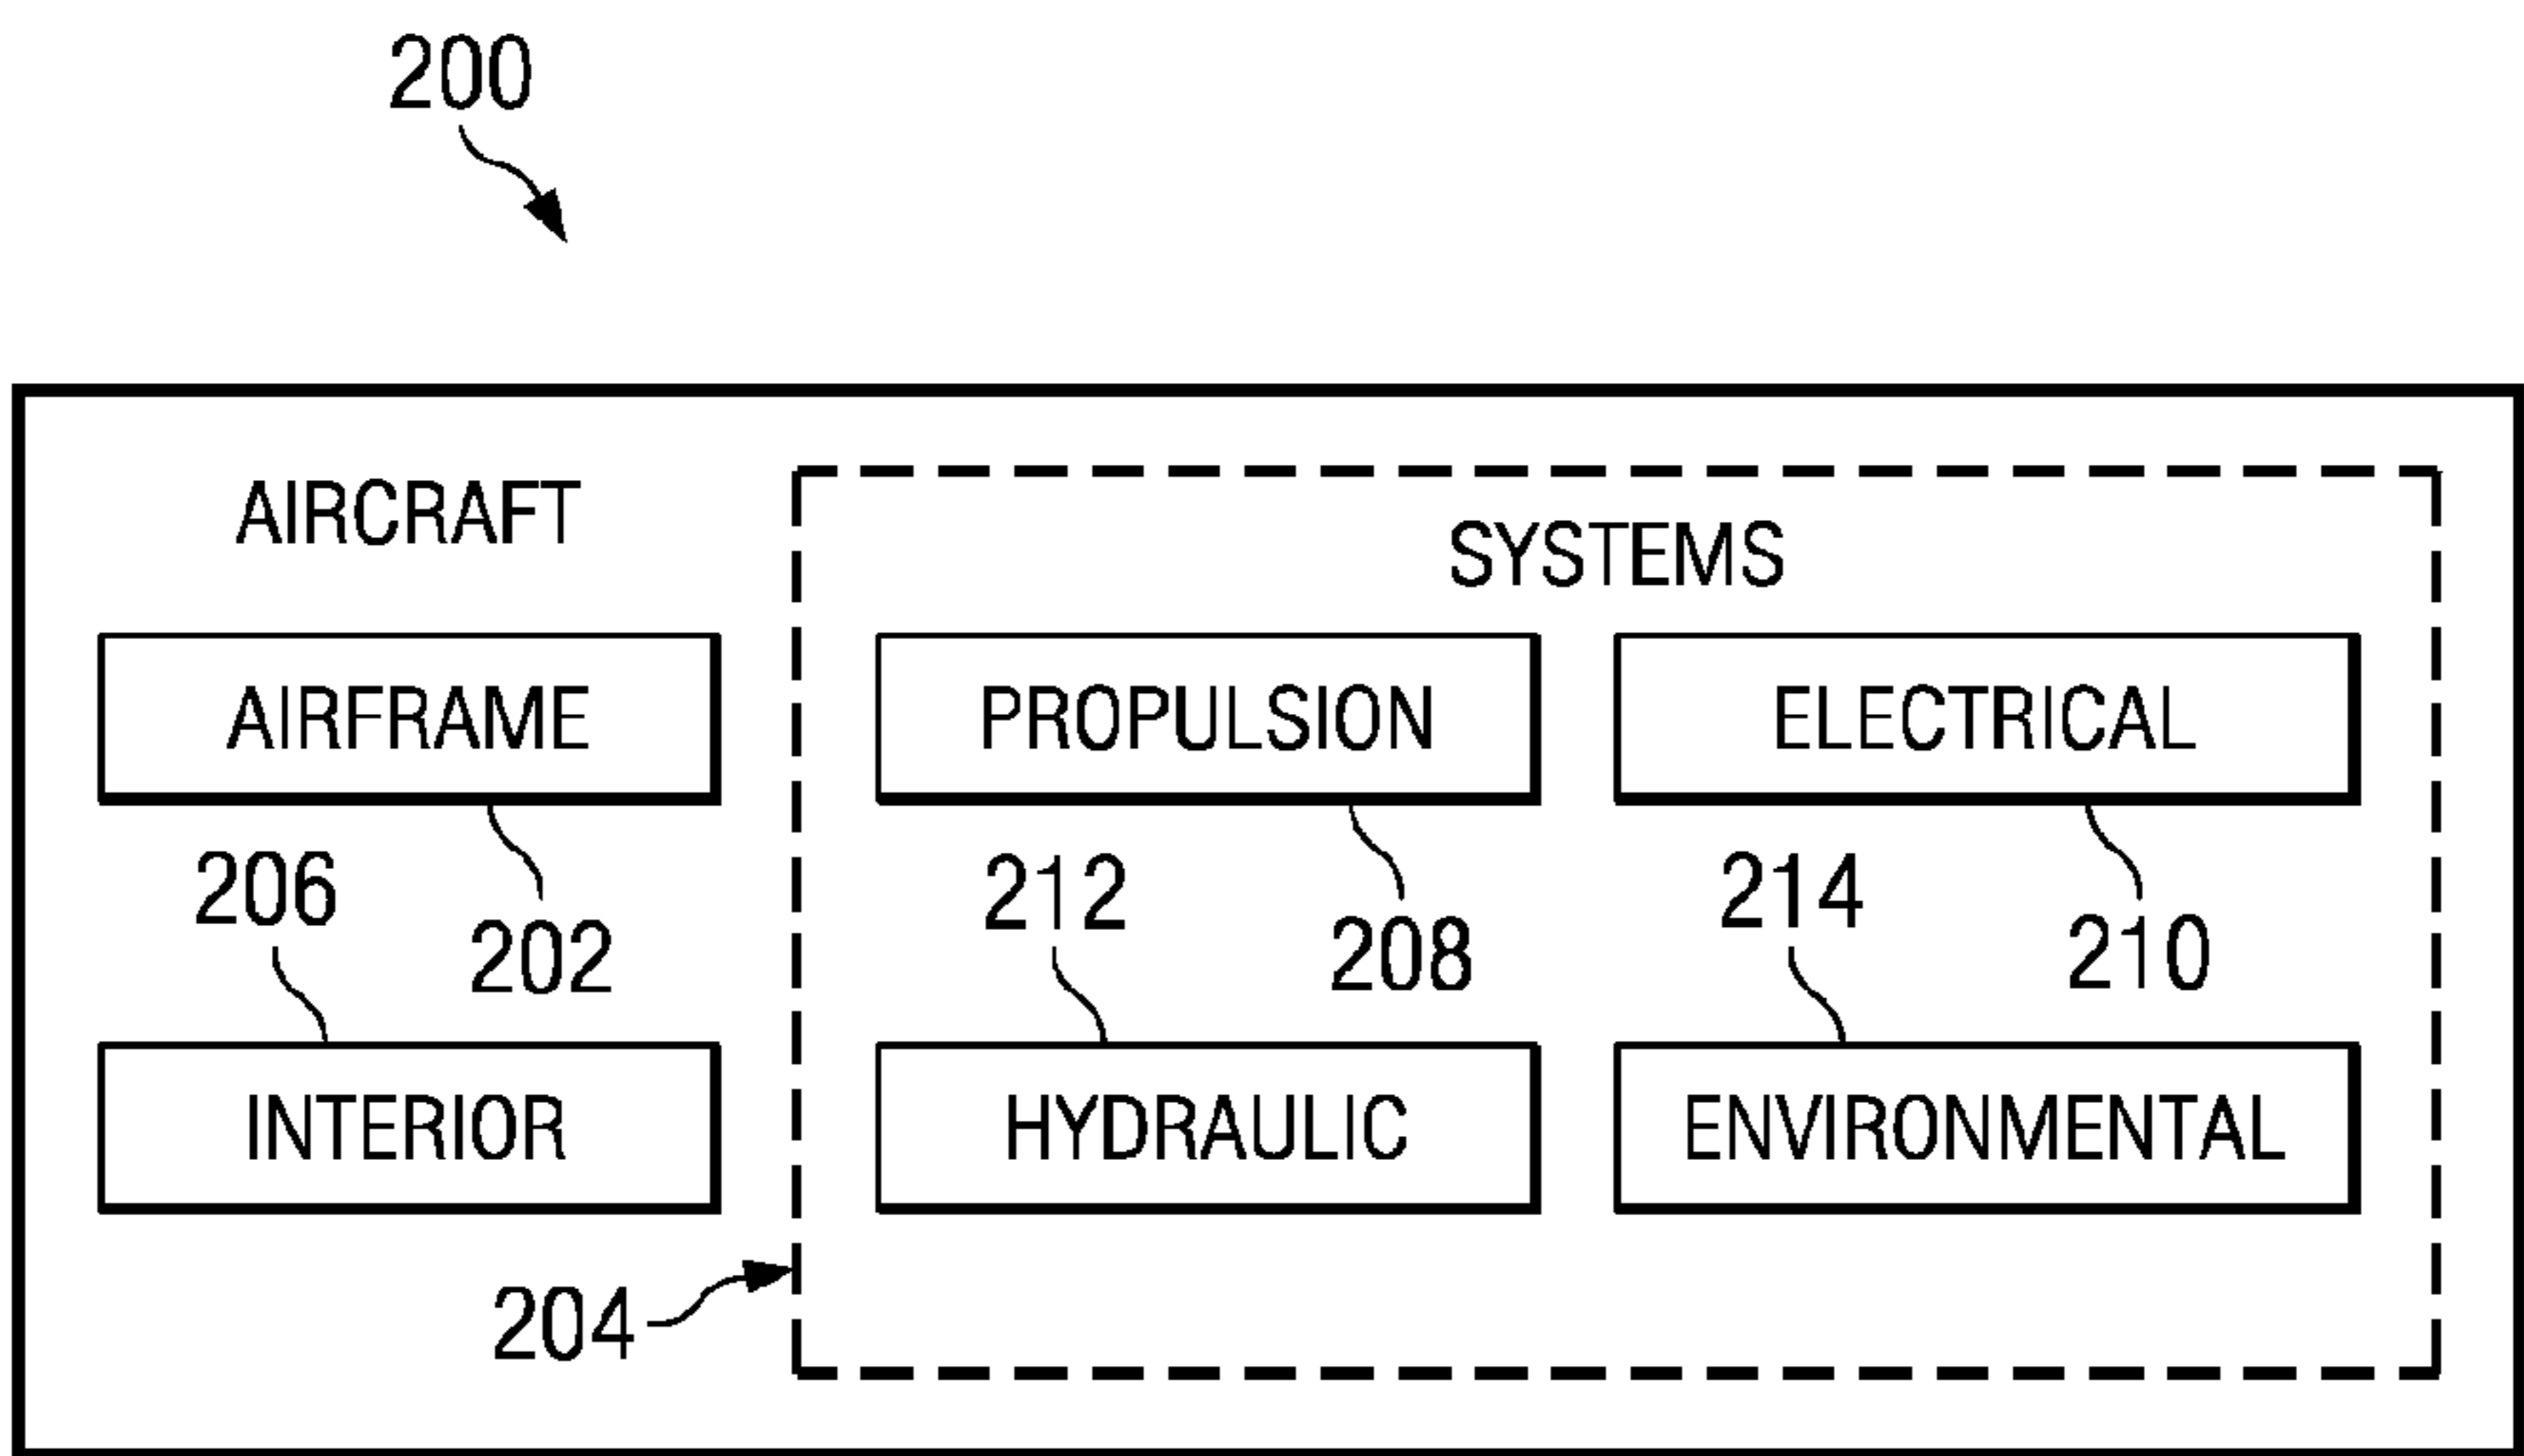 200
AIRCRAFT
SYSTEMS
AIRFRAME
PROPULSION
ELECTRICAL
206
202
212
208
214
210
INTERIOR
HYDRAULIC
ENVIRONMENTAL
204